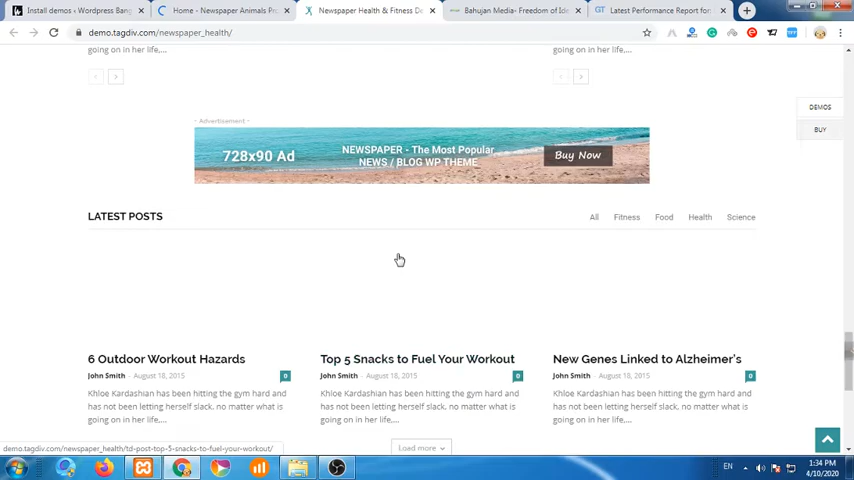 Install demos ‹ Wordpress Bang
Home - Newspaper Animals Pro
Newspaper Health & Fitness De
Bahujan Media- Freedom of Ide
Latest Performance Report for:
demo.tagdiv.com/newspaper_health/
going on in her life,...
going on in her life,...
DEMOS
BUY
- Advertisement -
728x90 Ad
NEWSPAPER - The Most Popular
NEWS / BLOG WP THEME
Buy Now
LATEST POSTS
All Fitness Food Health Science
6 Outdoor Workout Hazards
John Smith - August 18, 2015 0
Khloe Kardashian has been hitting the gym hard and
has not been letting herself slack. no matter what is
going on in her life,...
Top 5 Snacks to Fuel Your Workout
John Smith - August 18, 2015 0
Khloe Kardashian has been hitting the gym hard and
has not been letting herself slack. no matter what is
going on in her life,...
New Genes Linked to Alzheimer's
John Smith - August 18, 2015 0
Khloe Kardashian has been hitting the gym hard and
has not been letting herself slack. no matter what is
going on in her life,...
Load more
demo.tagdiv.com/newspaper_health/td-post-top-5-snacks-to-fuel-your-workout/
EN
1:34 PM
4/10/2020